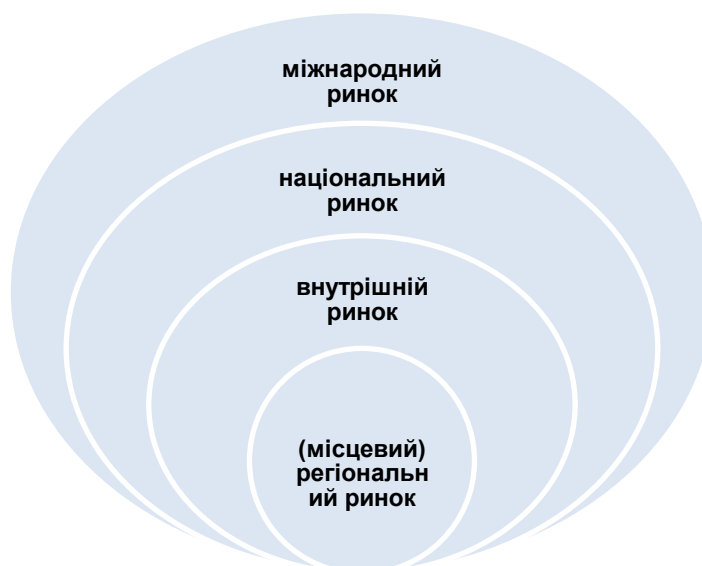 міжнародний
ринок
національний
ринок
внутрішній
ринок
(місцевий)
регіональн
ий ринок